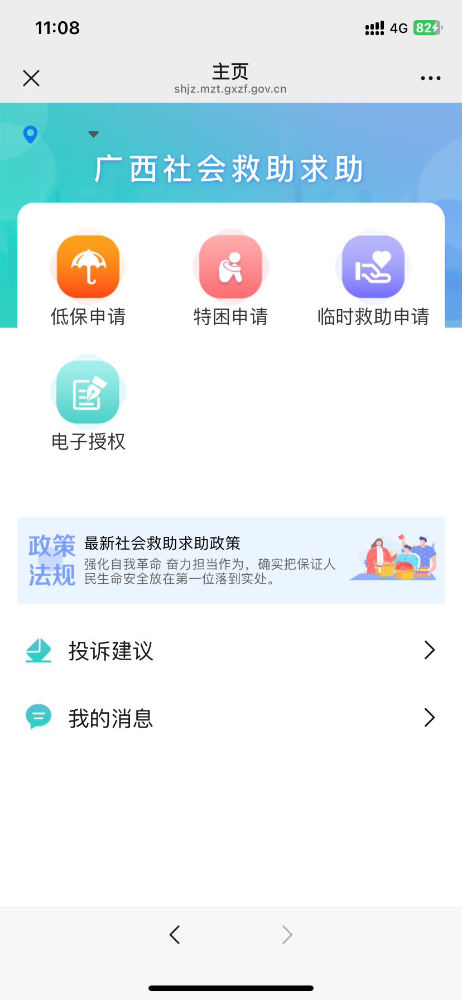 11:08
4G 82
主页
shjz.mzt.gxzf.gov.cn
广西社会救助求助
低保申请 特困申请 临时救助申请
电子授权
政策法规
最新社会救助求助政策
强化自我革命 奋力担当作为，确实把保证人
民生命安全放在第一位落到实处。
投诉建议
我的消息